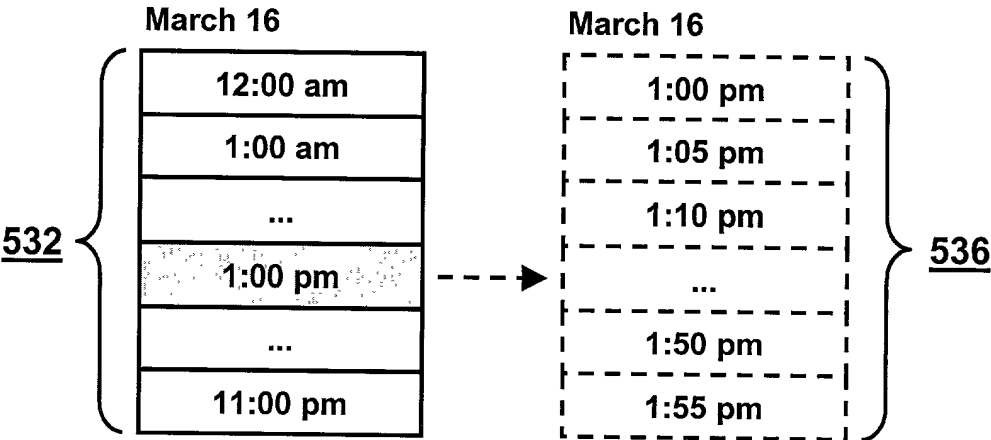 March 16
12:00 am
1:00 am
...
1:00 pm
...
11:00 pm
532
March 16
1:00 pm
1:05 pm
1:10 pm
...
1:50 pm
1:55 pm
536